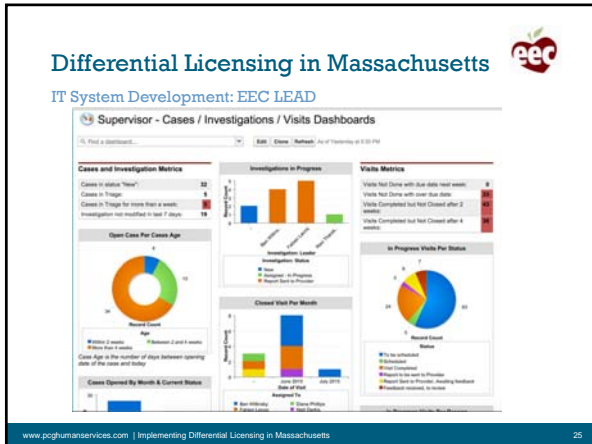 Differential Licensing in Massachusetts
eec
IT System Development: EEC LEAD
Supervisor - Cases / Investigations / Visits Dashboards
Find a dashboard...
Edit Clone Refresh As of Yesterday at
Cases and Investigation Metrics
Cases in status "New": 32
Cases in Triage: 5
Cases in Triage for more than a week: 5
Investigation not modified in last 7 days: 19
Open Case Per Cases Age
Record Count
Age
Within 2 weeks
Between 2 and 4 weeks
More than 4 weeks
Case Age is the number of days between opening
date of the case and today
Cases Opened By Month & Current Status
Investigations in Progress
Record Count
Investigation: Leader
Investigation: Status
New
Assigned - In Progress
Report Sent to Provider
Closed Visit Per Month
Record Count
June 2015
July 2015
Date of Visit
Assigned To
Visits Metrics
Visits Not Done with due date next week: 0
Visits Not Done with over due date:
Visits Completed but Not Closed after 2
weeks:
Visits Completed but Not Closed after 4
weeks:
In Progress Visits Per Status
Record Count
Status
To be scheduled
Scheduled
Visit Completed
Report to be sent to Provider
Report Sent to Provider, Awaiting feedback
Feedback received, to review
www.pcghumanservices.com | Implementing Differential Licensing in Massachusetts
25